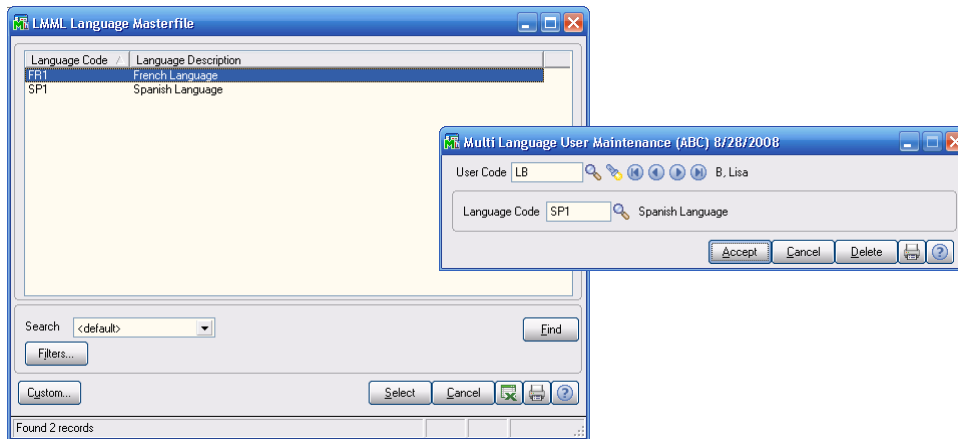 LMML Language Masterfile
Language Code Language Description
FR1 French Language
SP1 Spanish Language
Search <default> Find
Filters...
Custom... Select Cancel
Found 2 records
Multi Language User Maintenance (ABC) 8/28/2008
User Code LB B, Lisa
Language Code SP1 Spanish Language
Accept Cancel Delete